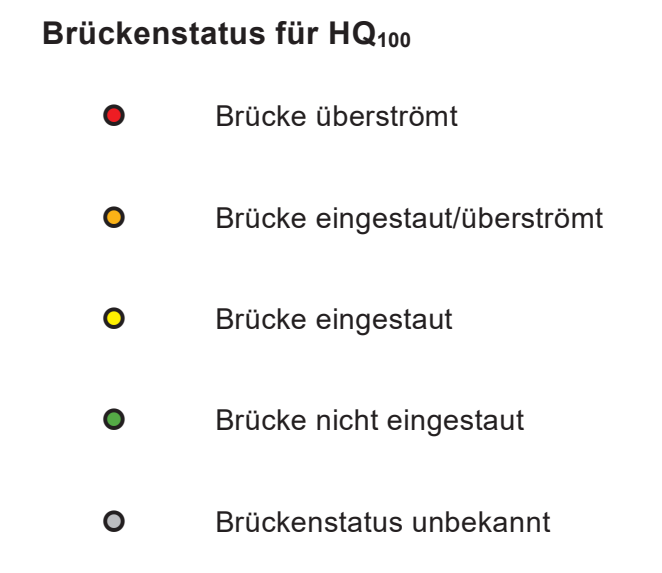 Brückenstatus für HQ100
Brücke überströmt
Brücke eingestaut/überströmt
Brücke eingestaut
Brücke nicht eingestaut
Brückenstatus unbekannt